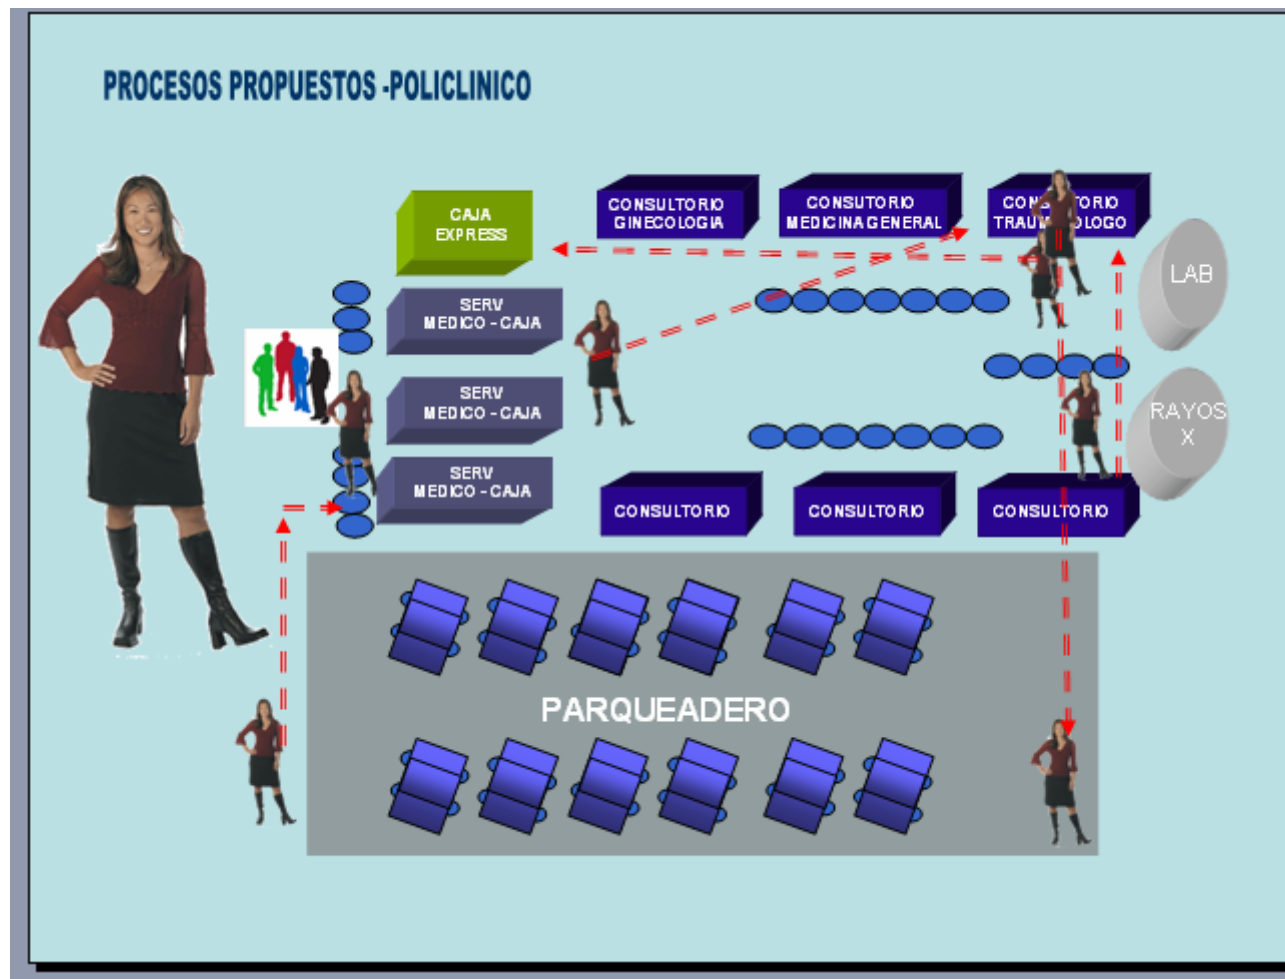 PROCESOS PROPUESTOS -POLICLINICO
CAJA
EXPRESS
CONSULTORIO
GINECOLOGIA
CONSUTORIO
MEDICINA GENERAL
LAB
SERV
MEDICO - CAJA
SERV
MEDICO - CAJA
RAYOS
X
SERV
MEDICO - CAJA
CONSULTORIO
CONSULTORIO
CONSULTORIO
PARQUEADERO